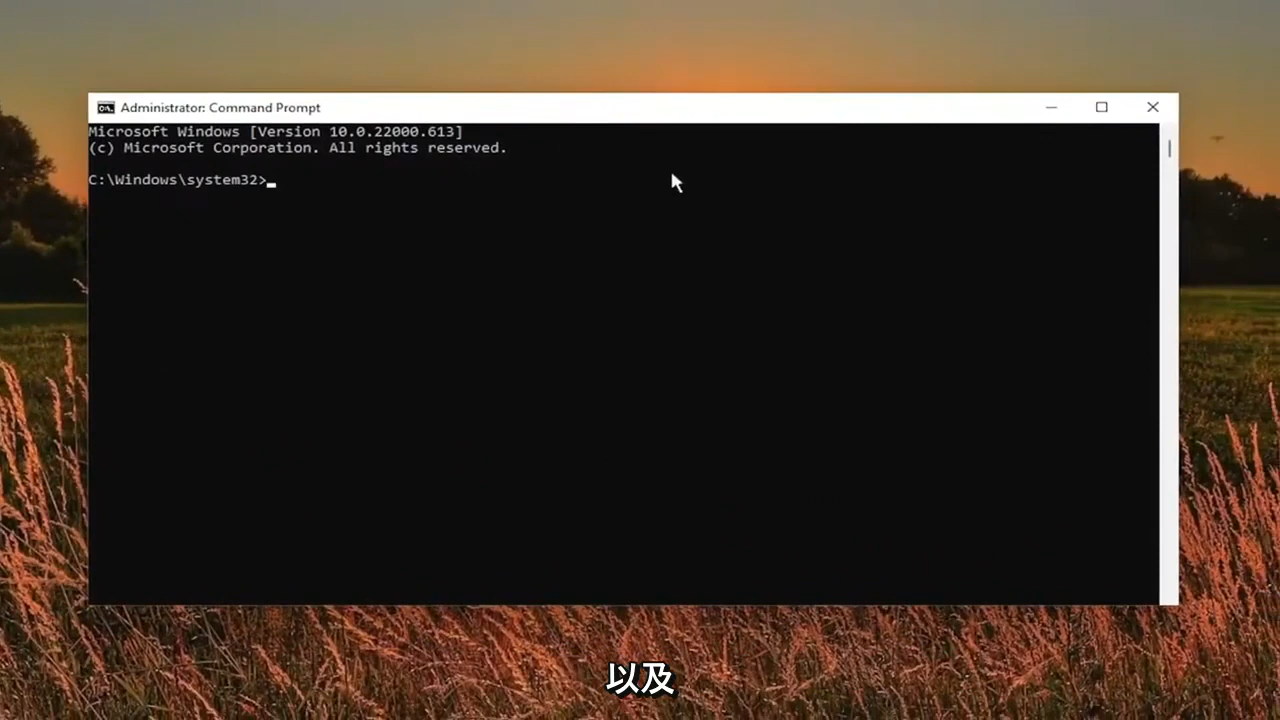 Administrator: Command Prompt
Microsoft Windows [Version 10.0.22000.613]
(c) Microsoft Corporation. All rights reserved.
C:\Windows\system32>
以及